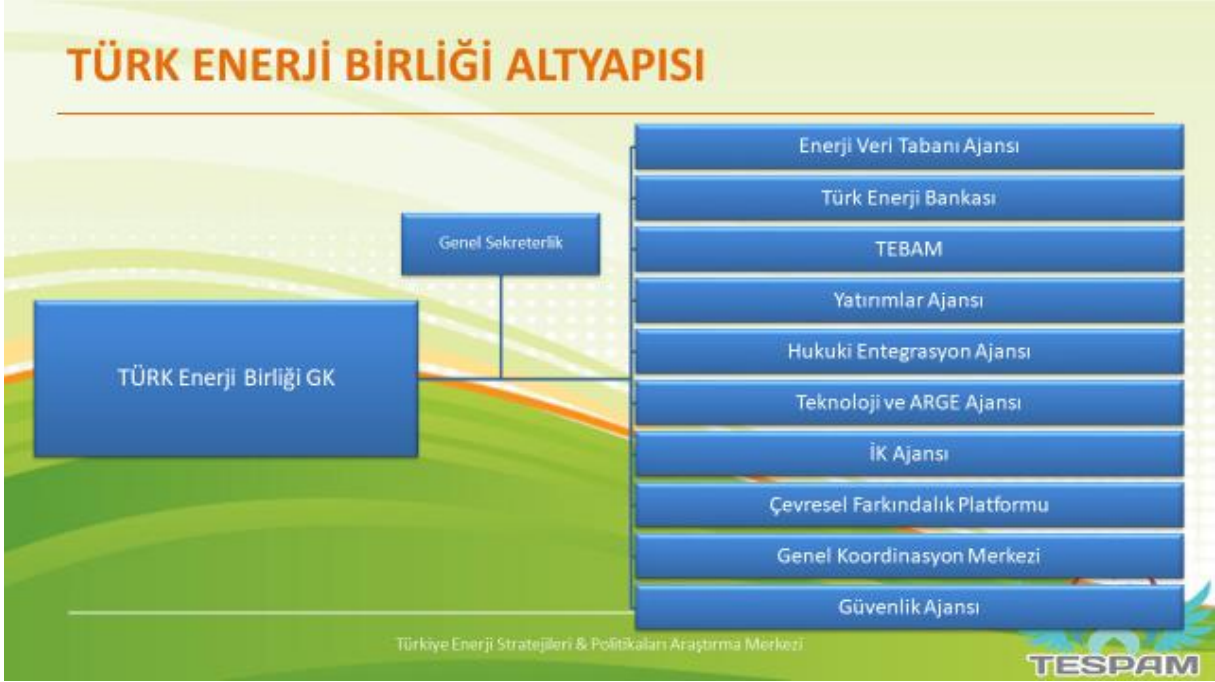 TÜRK ENERJİ BİRLİĞİ ALTYAPISI
Genel Sekreterlik
TÜRK Enerji Birliği GK
Enerji Veri Tabanı Ajansı
Türk Enerji Bankası
TEBAM
Yatırımlar Ajansı
Hukuki Entegrasyon Ajansı
Teknoloji ve ARGE Ajansı
İK Ajansı
Çevresel Farkındalık Platformu
Genel Koordinasyon Merkezi
Güvenlik Ajansı
Türkiye Enerji Stratejileri & Politikaları Araştırma Merkezi
TESPAM